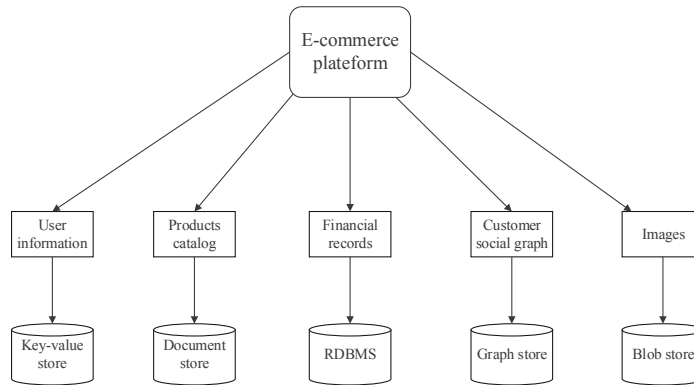 E-commerce
plateform
User
information
Products
catalog
Financial
records
Customer
social graph
Images
Key-value
store
Document
store
RDBMS
Graph store
Blob store